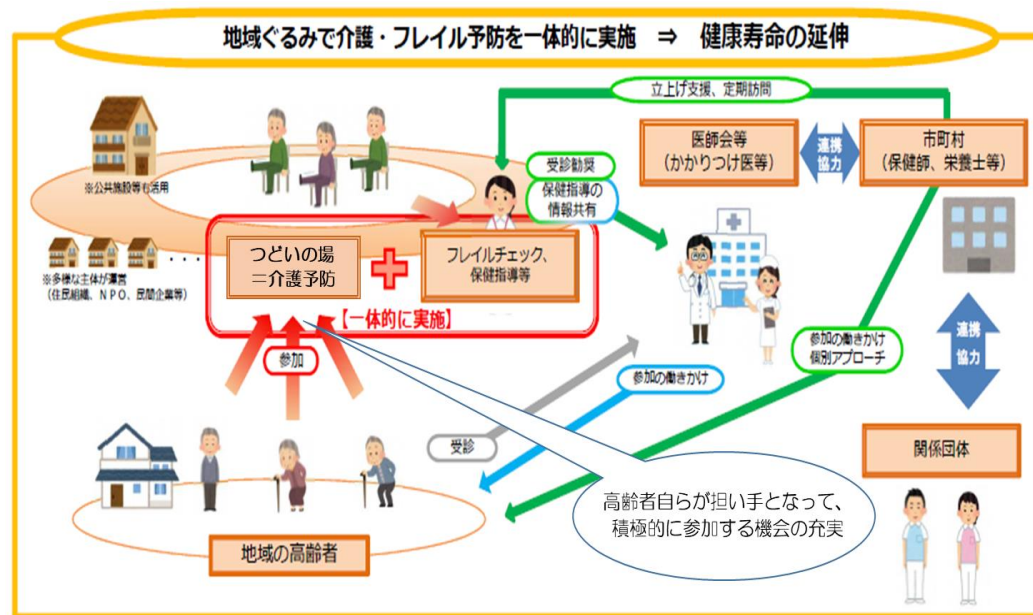 地域ぐるみで介護・フレイル予防を一体的に実施 ⇒ 健康寿命の延伸
立上げ支援、定期訪問
医師会等
（かかりつけ医等）
連携
協力
市町村
（保健師、栄養士等）
※公共施設等も活用
受診勧奨
保健指導の
情報共有
つどいの場
＝介護予防
フレイルチェック、
保健指導等
【一体的に実施】
・・・・
※多様な主体が運営
（住民組織、ＮＰＯ、民間企業等）
参加
参加の働きかけ
個別アプローチ
連携
協力
参加の働きかけ
受診
関係団体
高齢者自らが担い手となって、
積極的に参加する機会の充実
地域の高齢者